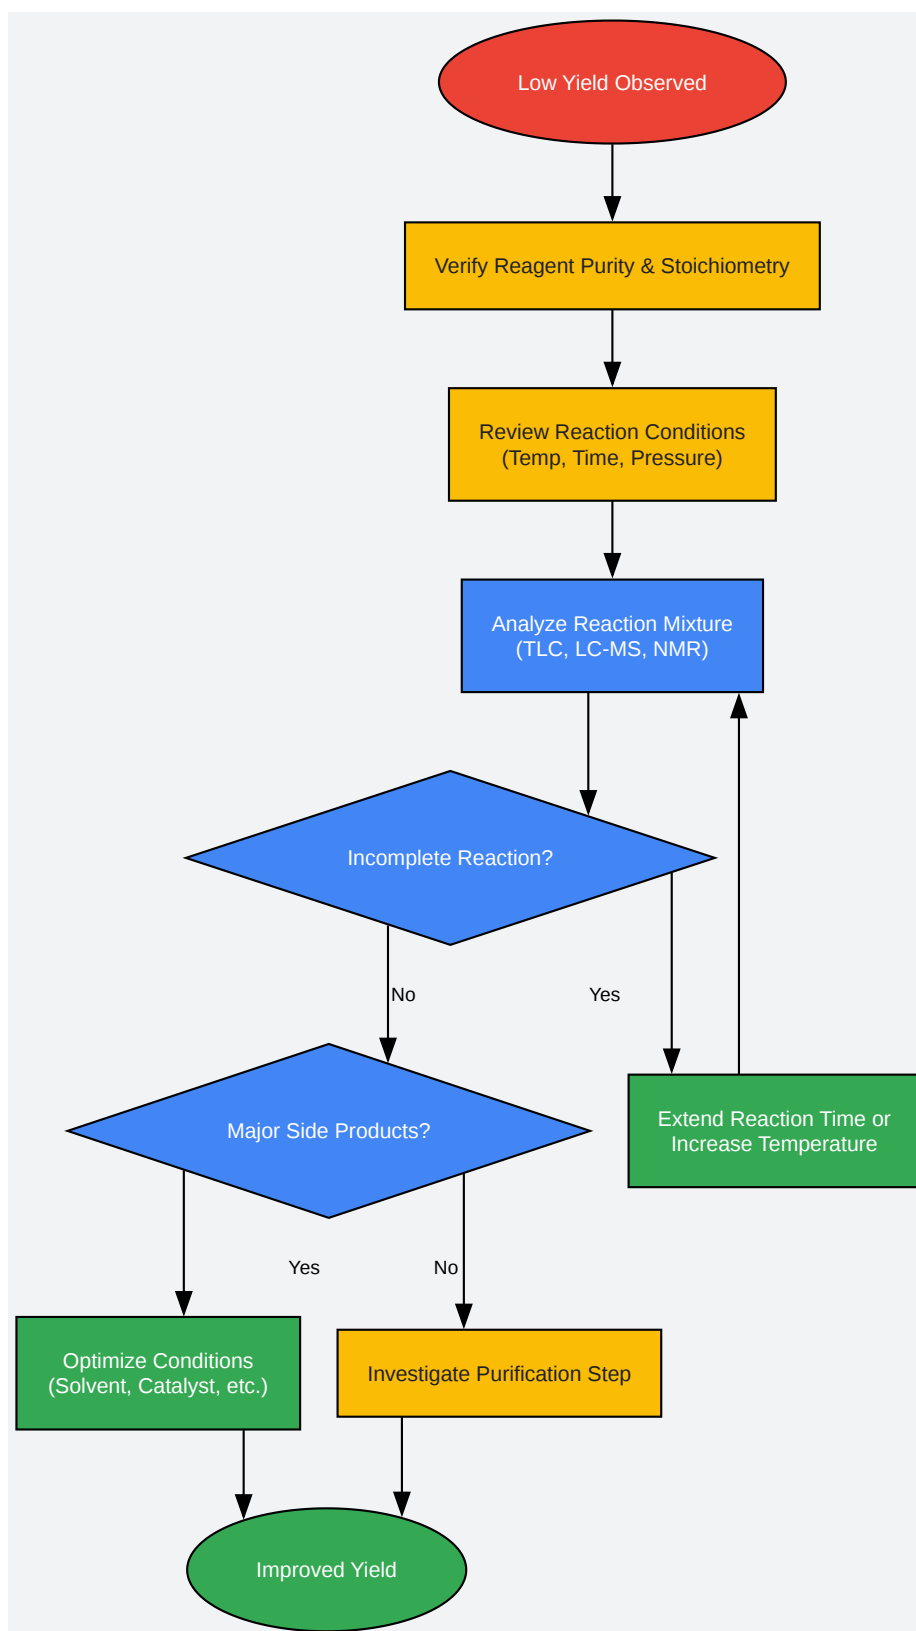 Low Yield Observed
Verify Reagent Purity & Stoichiometry
Review Reaction Conditions
(Temp, Time, Pressure)
Analyze Reaction Mixture
(TLC, LC-MS, NMR)
Incomplete Reaction?
No
Yes
Major Side Products?
Extend Reaction Time or
Increase Temperature
Yes
No
Optimize Conditions
(Solvent, Catalyst, etc.)
Investigate Purification Step
Improved Yield